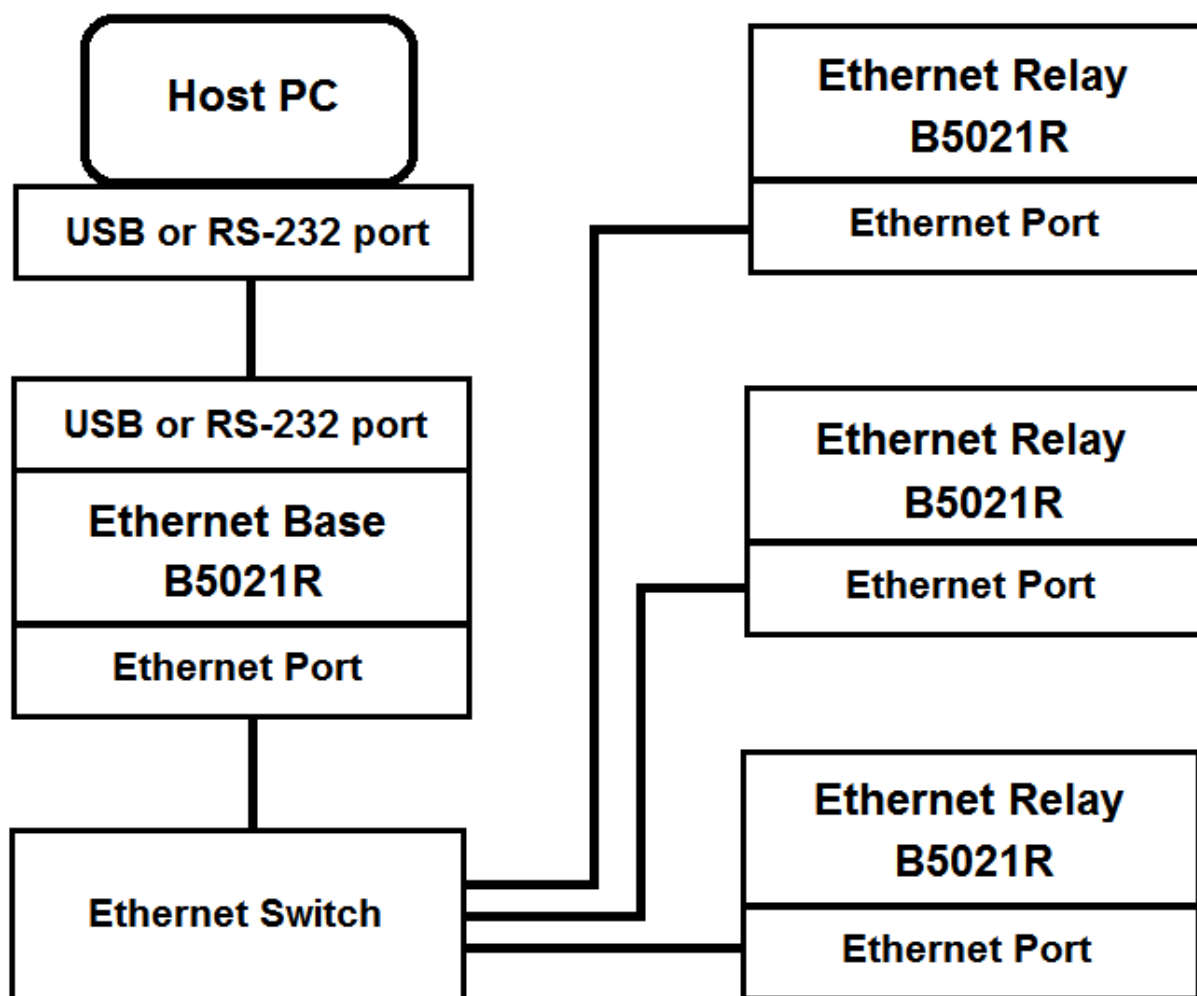 Host PC
USB or RS-232 port
USB or RS-232 port
Ethernet Base
B5021R
Ethernet Port
Ethernet Switch
Ethernet Relay
B5021R
Ethernet Port
Ethernet Relay
B5021R
Ethernet Port
Ethernet Relay
B5021R
Ethernet Port